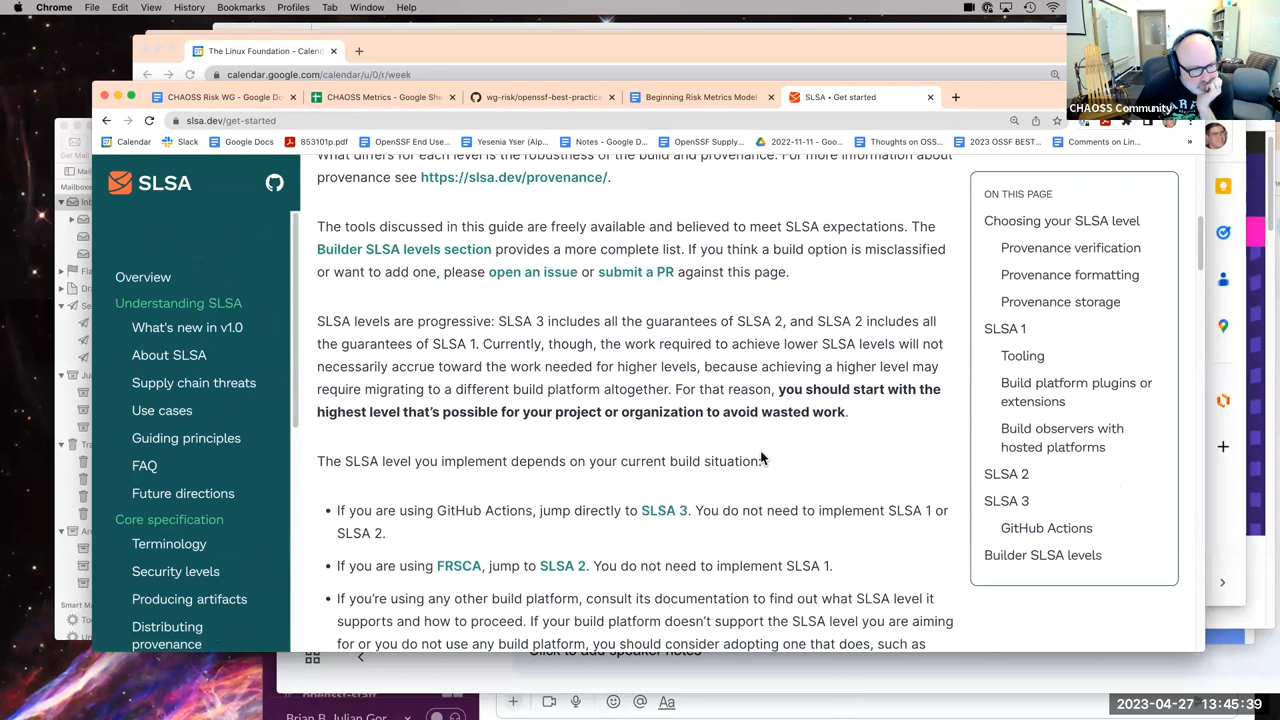 Chrome File Edit View History Bookmarks Profiles Tab Window Help
The Linux Foundation - Calend
calendar.google.com/calendar/u/0/r/week
CHAOSS Risk WG - Google Do
CHAOSS Metrics - Google She
wg-risk/openssf-best-practice
Beginning Risk Metrics Model
SLSA • Get started
slsa.dev/get-started
CHAOSS Community
Calendar
Slack
Google Docs
853101p.pdf
OpenSSF End Use...
Yesenia Yser (Alp...
Notes - Google D...
OpenSSF Supply...
2022-11-11 - Goog...
Thoughts on OSS...
2023 OSSF BEST...
Comments on Lin...
»
Get Mail
Mailboxes
SLSA
Overview
Understanding SLSA
What's new in v1.0
About SLSA
Supply chain threats
Use cases
Guiding principles
FAQ
Future directions
Core specification
Terminology
Security levels
Producing artifacts
Distributing
provenance
Smart Ma
What differs for each level is the robustness of the build and provenance. For more information about
provenance see https://slsa.dev/provenance/.
The tools discussed in this guide are freely available and believed to meet SLSA expectations. The
Builder SLSA levels section provides a more complete list. If you think a build option is misclassified
or want to add one, please open an issue or submit a PR against this page.
SLSA levels are progressive: SLSA 3 includes all the guarantees of SLSA 2, and SLSA 2 includes all
the guarantees of SLSA 1. Currently, though, the work required to achieve lower SLSA levels will not
necessarily accrue toward the work needed for higher levels, because achieving a higher level may
require migrating to a different build platform altogether. For that reason, you should start with the
highest level that's possible for your project or organization to avoid wasted work.
The SLSA level you implement depends on your current build situation:
• If you are using GitHub Actions, jump directly to SLSA 3. You do not need to implement SLSA 1 or
SLSA 2.
• If you are using FRSCA, jump to SLSA 2. You do not need to implement SLSA 1.
• If you're using any other build platform, consult its documentation to find out what SLSA level it
supports and how to proceed. If your build platform doesn't support the SLSA level you are aiming
for or you do not use any build platform, you should consider adopting one that does, such as
ON THIS PAGE
Choosing your SLSA level
Provenance verification
Provenance formatting
Provenance storage
SLSA 1
Tooling
Build platform plugins or
extensions
Build observers with
hosted platforms
SLSA 2
SLSA 3
GitHub Actions
Builder SLSA levels
Click to add speaker notes
openssf-staff
Brian B, Julian Gor
Aa
2023-04-27 13:45:39